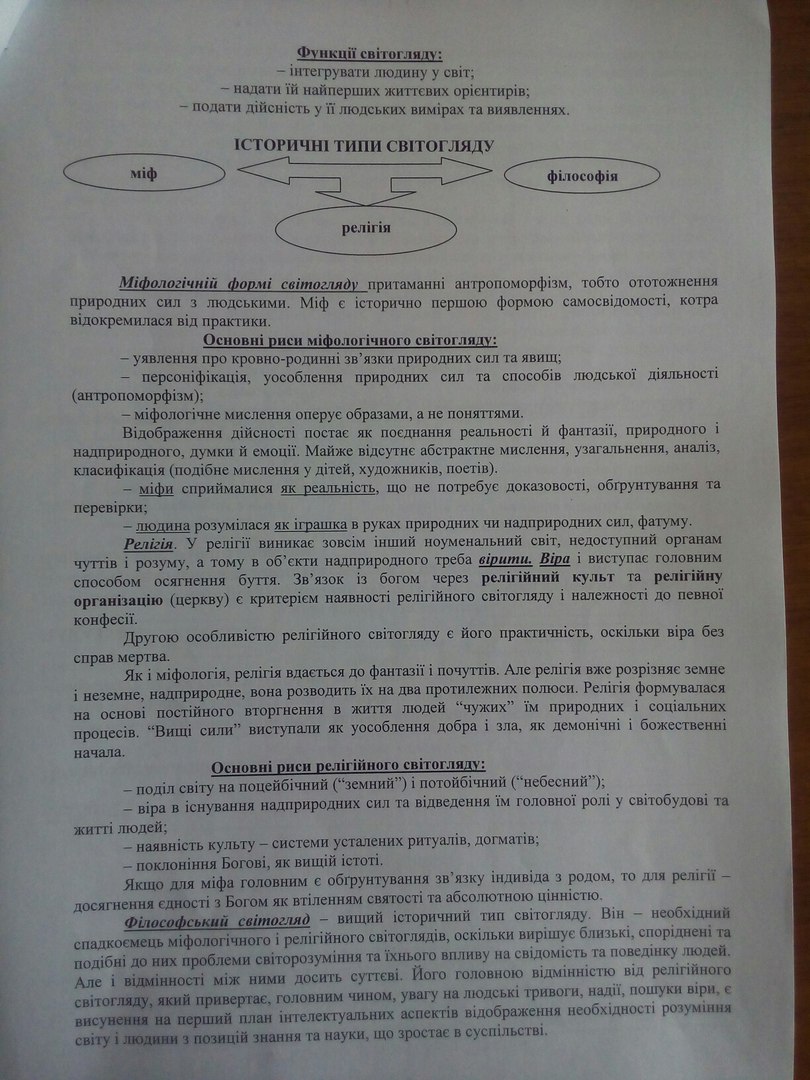 Функції світогляду:
– інтегрувати людину у світ;
– надати їй найперших життєвих орієнтирів;
– подати дійсність у її людських вимірах та виявленнях.
ІСТОРИЧНІ ТИПИ СВІТОГЛЯДУ
міф
філософія
релігія
Міфологічній формі світогляду притаманні антропоморфізм, тобто ототожнення
природних сил з людськими. Міф є історично першою формою самосвідомості, котра
відокремилася від практики.
Основні риси міфологічного світогляду:
– уявлення про кровно-родинні зв’язки природних сил та явищ;
– персоніфікація, уособлення природних сил та способів людської діяльності
(антропоморфізм);
– міфологічне мислення оперує образами, а не поняттями.
Відображення дійсності постає як поєднання реальності й фантазії, природного і
надприродного, думки й емоції. Майже відсутнє абстрактне мислення, узагальнення, аналіз,
класифікація (подібне мислення у дітей, художників, поетів).
– міфи сприймалися як реальність, що не потребує доказовості, обґрунтування та
перевірки;
– людина розумілася як іграшка в руках природних чи надприродних сил, фатуму.
Релігія. У релігії виникає зовсім інший ноуменальний світ, недоступний органам
чуттів і розуму, а тому в об’єкти надприродного треба вірити. Віра і виступає головним
способом осягнення буття. Зв’язок із богом через релігійний культ та релігійну
організацію (церкву) є критерієм наявності релігійного світогляду і належності до певної
конфесії.
Другою особливістю релігійного світогляду є його практичність, оскільки віра без
справ мертва.
Як і міфологія, релігія вдається до фантазії і почуттів. Але релігія вже розрізняє земне
і неземне, надприродне, вона розводить їх на два протилежних полюси. Релігія формувалася
на основі постійного вторгнення в життя людей “чужих” їм природних і соціальних
процесів. “Вищі сили” виступали як уособлення добра і зла, як демонічні і божественні
начала.
Основні риси релігійного світогляду:
– поділ світу на поцейбічний (“земний”) і потойбічний (“небесний”);
– віра в існування надприродних сил та відведення їм головної ролі у світобудові та
житті людей;
– наявність культу – системи усталених ритуалів, догматів;
– поклоніння Богові, як вищій істоті.
Якщо для міфа головним є обґрунтування зв’язку індивіда з родом, то для релігії –
досягнення єдності з Богом як втіленням святості та абсолютною цінністю.
Філософський світогляд – вищий історичний тип світогляду. Він – необхідний
спадкоємець міфологічного і релігійного світоглядів, оскільки вирішує близькі, споріднені та
подібні до них проблеми світорозуміння та їхнього впливу на свідомість та поведінку людей.
Але і відмінності між ними досить суттєві. Його головною відмінністю від релігійного
світогляду, який привертає, головним чином, увагу на людські тривоги, надії, пошуки віри, є
висунення на перший план інтелектуальних аспектів відображення необхідності розуміння
світу і людини з позицій знання та науки, що зростає в суспільстві.